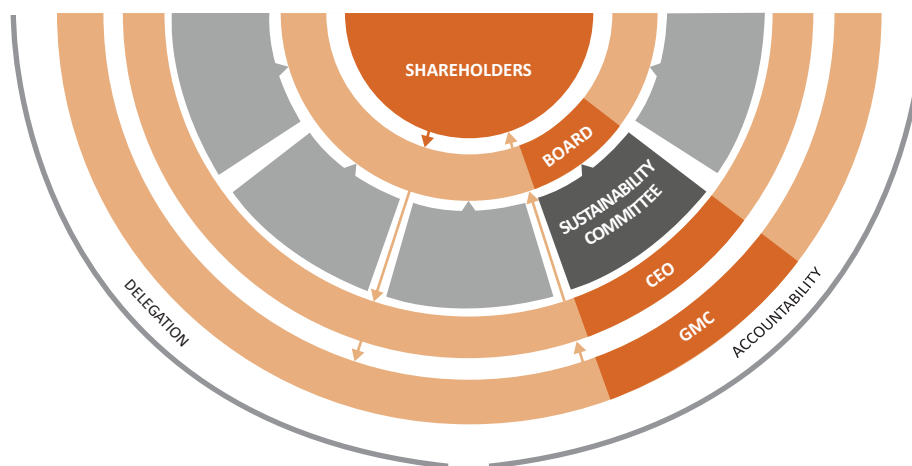 SHAREHOLDERS
BOARD
SUSTAINABILITY
COMMITTEE
CEO
GMC
DELEGATION
ACCOUNTABILITY